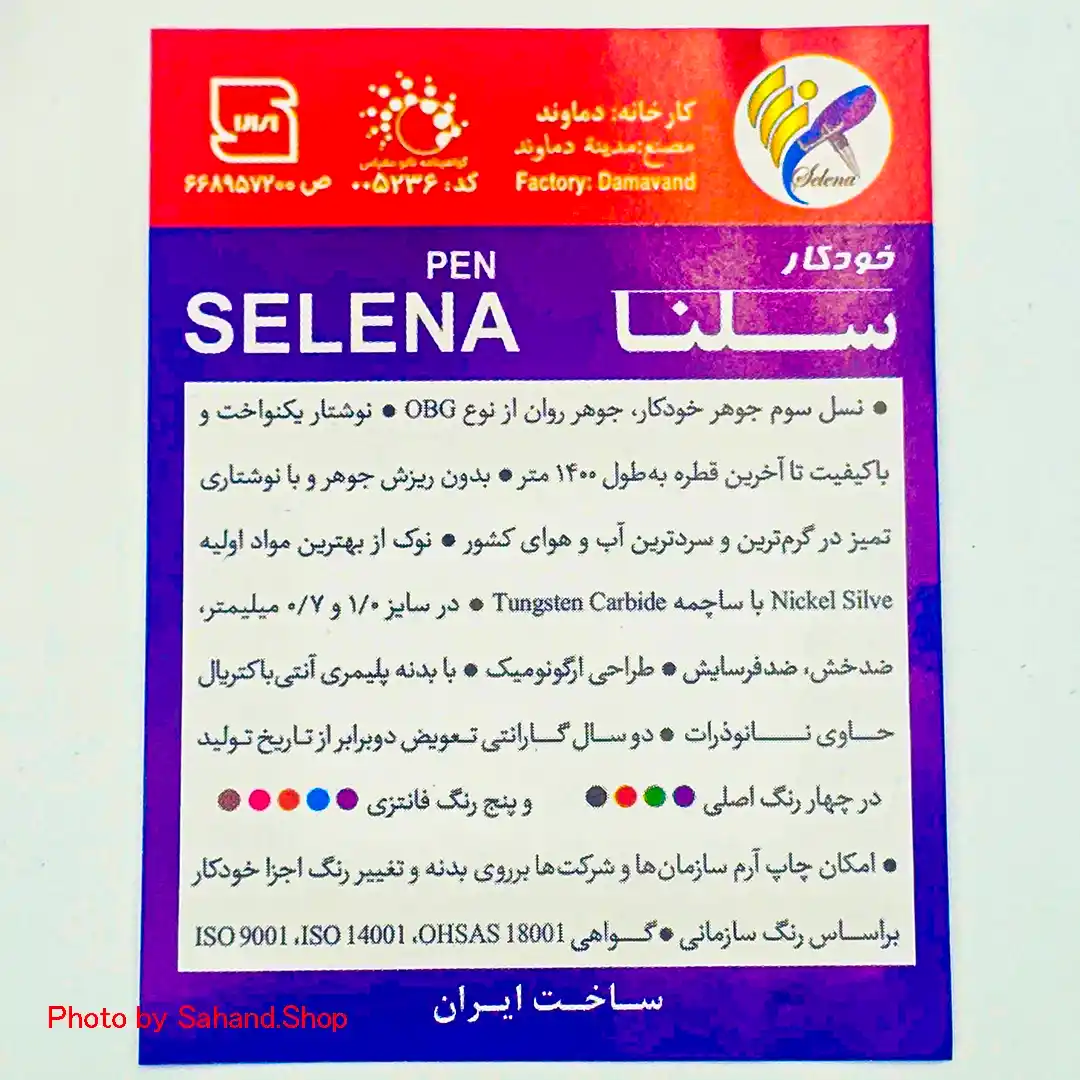 کارخانه: دماوند
مصنع:مدینة دماوند
Factory: Damavand
Selena
گواهینامه نانو مقیاس
کد: ۰۰۵۲۳۶
ص ۶۶۸۹۵۷۲۰۰
خودکار
سلنا
PEN
SELENA
● نسل سوم جوهر خودکار، جوهر روان از نوع OBG ● نوشتار یکنواخت و
باکیفیت تا آخرین قطره به‌طول ۱۴۰۰ متر ● بدون ریزش جوهر و با نوشتاری
تمیز در گرم‌ترین و سردترین آب و هوای کشور ● نوک از بهترین مواد اولیه
Nickel Silve با ساچمه Tungsten Carbide ● در سایز ۱/۰ و ۰/۷ میلیمتر،
ضدخش، ضدفرسایش ● طراحی ارگونومیک ● با بدنه پلیمری آنتی‌باکتریال
حاوی نانوذرات ● دو سال گارانتی تعویض دوبرابر از تاریخ تولید
در چهار رنگ اصلی و پنج رنگ فانتزی
● امکان چاپ آرم سازمان‌ها و شرکت‌ها برروی بدنه و تغییر رنگ اجزا خودکار
براساس رنگ سازمانی ● گواهی ISO 9001 ،ISO 14001 ،OHSAS 18001
ساخت ایران
Photo by Sahand.Shop